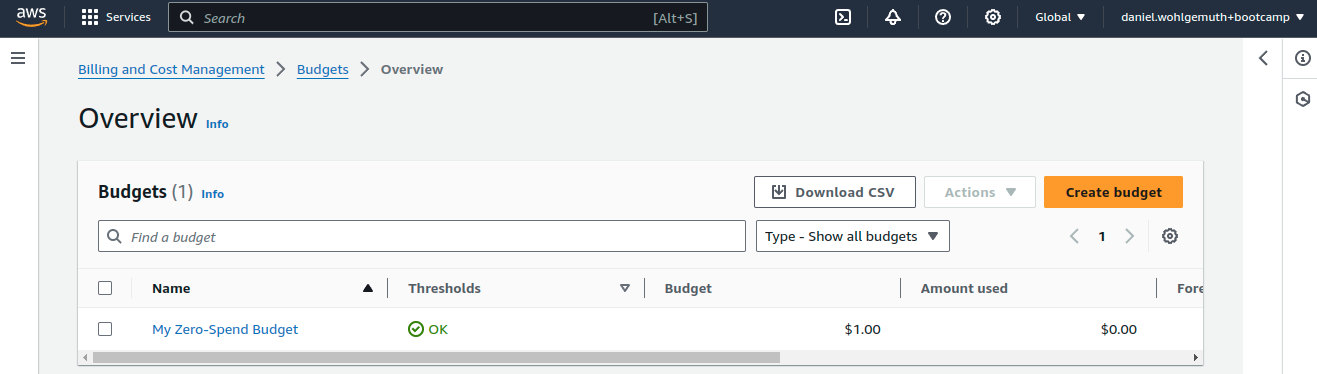 aws Services Search [Alt+S] Global daniel.wohlgemuth+bootcamp
Billing and Cost Management Budgets Overview
Overview Info
Budgets (1) Info Download CSV Actions Create budget
Find a budget Type - Show all budgets 1
Name Thresholds Budget Amount used Fore
My Zero-Spend Budget OK $1.00 $0.00